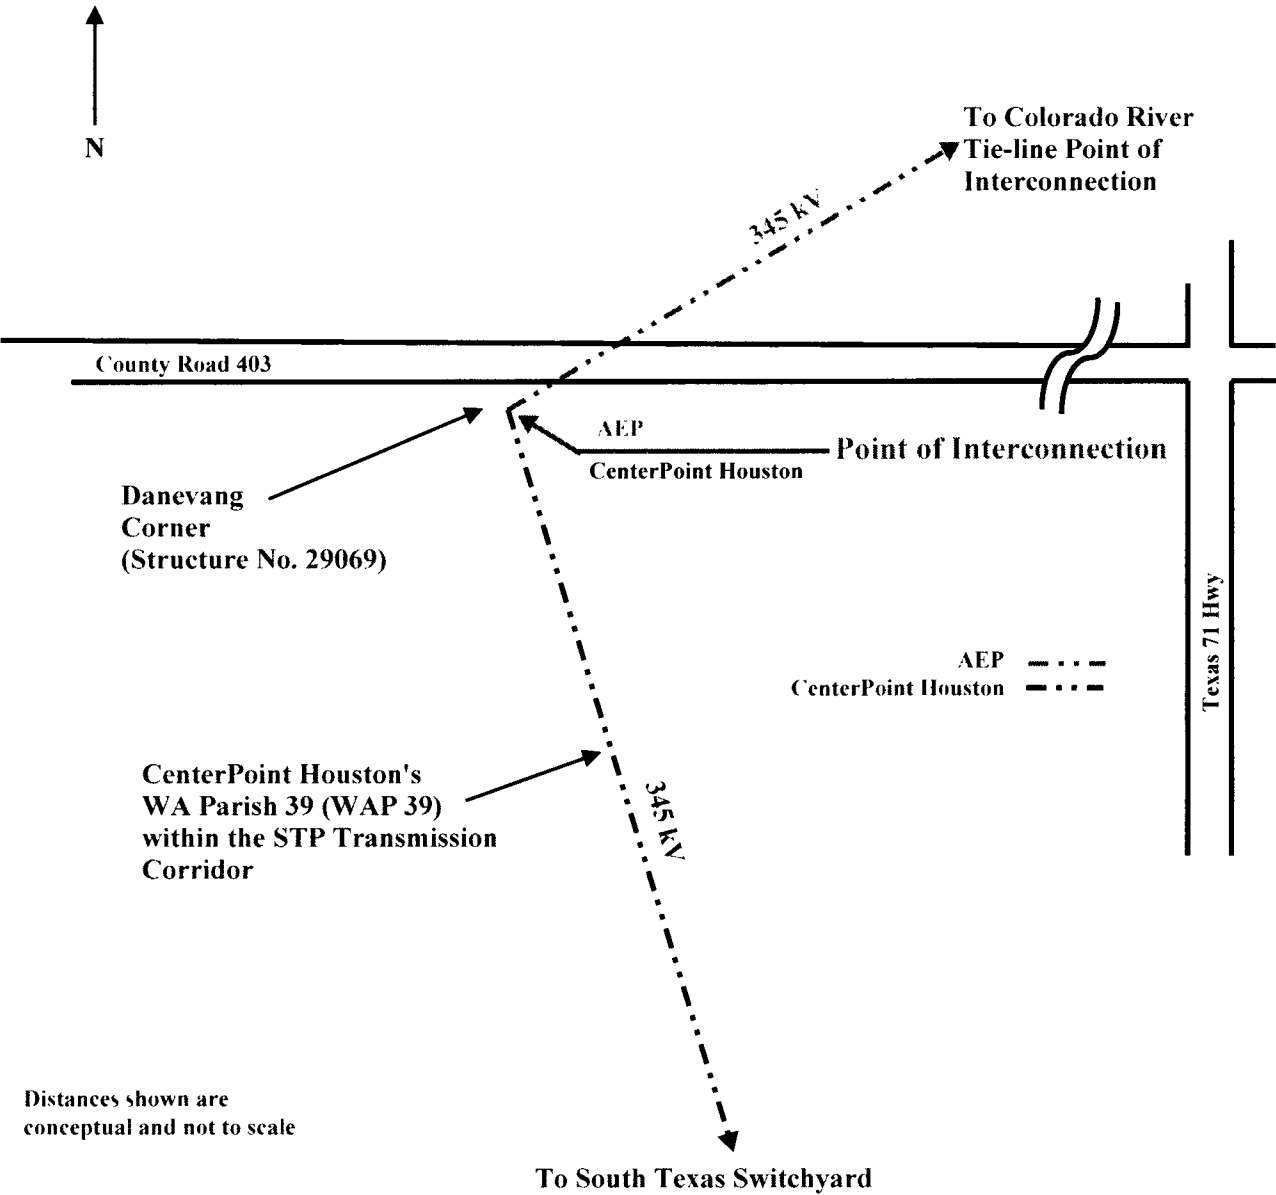 N
To Colorado River
Tie-line Point of
Interconnection
345 kV
County Road 403
AEP
Point of Interconnection
CenterPoint Houston
Danevang
Corner
(Structure No. 29069)
Texas 71 Hwy
AEP
CenterPoint Houston
CenterPoint Houston's
WA Parish 39 (WAP 39)
within the STP Transmission
Corridor
345 kV
Distances shown are
conceptual and not to scale
To South Texas Switchyard